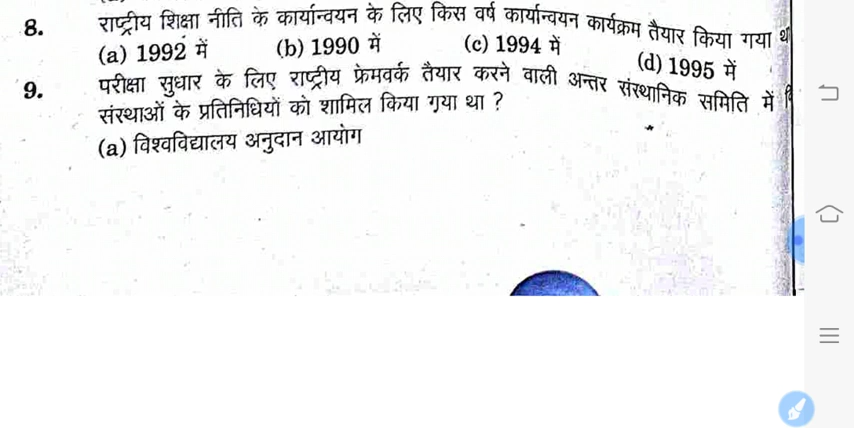 8. राष्ट्रीय शिक्षा नीति के कार्यान्वयन के लिए किस वर्ष कार्यान्वयन कार्यक्रम तैयार किया गया
(a) 1992 में (b) 1990 में (c) 1994 में (d) 1995 में
9. परीक्षा सुधार के लिए राष्ट्रीय फ्रेमवर्क तैयार करने वाली अन्तर संस्थानिक समिति में
संस्थाओं के प्रतिनिधियों को शामिल किया गया था ?
(a) विश्वविद्यालय अनुदान आयोग